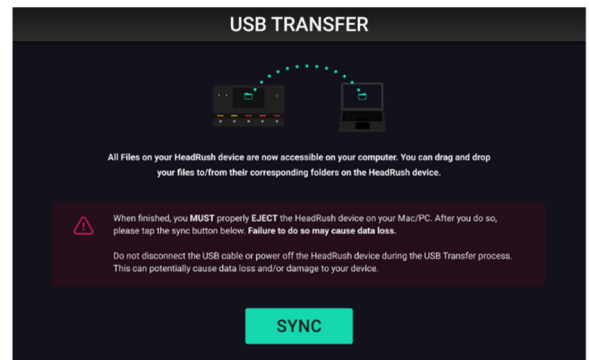 USB TRANSFER
All Files on your HeadRush device are now accessible on your computer. You can drag and drop
your files to/from their corresponding folders on the HeadRush device.
When finished, you MUST properly EJECT the HeadRush device on your Mac/PC. After you do so,
please tap the sync button below. Failure to do so may cause data loss.
Do not disconnect the USB cable or power off the HeadRush device during the USB Transfer process.
This can potentially cause data loss and/or damage to your device.
SYNC